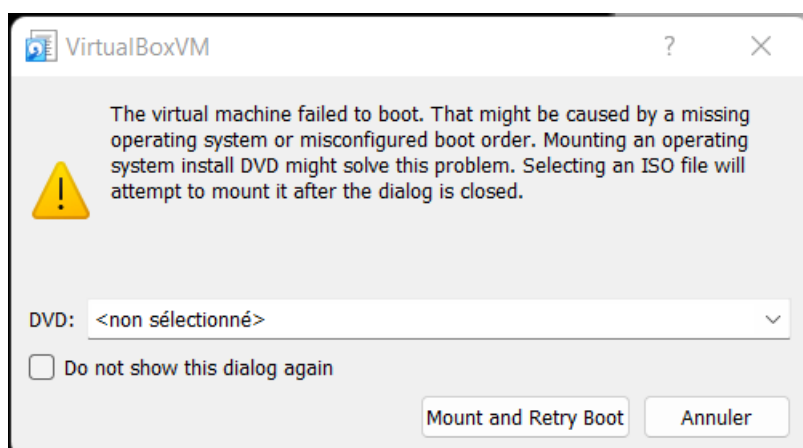 VirtualBoxVM
The virtual machine failed to boot. That might be caused by a missing
operating system or misconfigured boot order. Mounting an operating
system install DVD might solve this problem. Selecting an ISO file will
attempt to mount it after the dialog is closed.
DVD: <non sélectionné>
Do not show this dialog again
Mount and Retry Boot Annuler